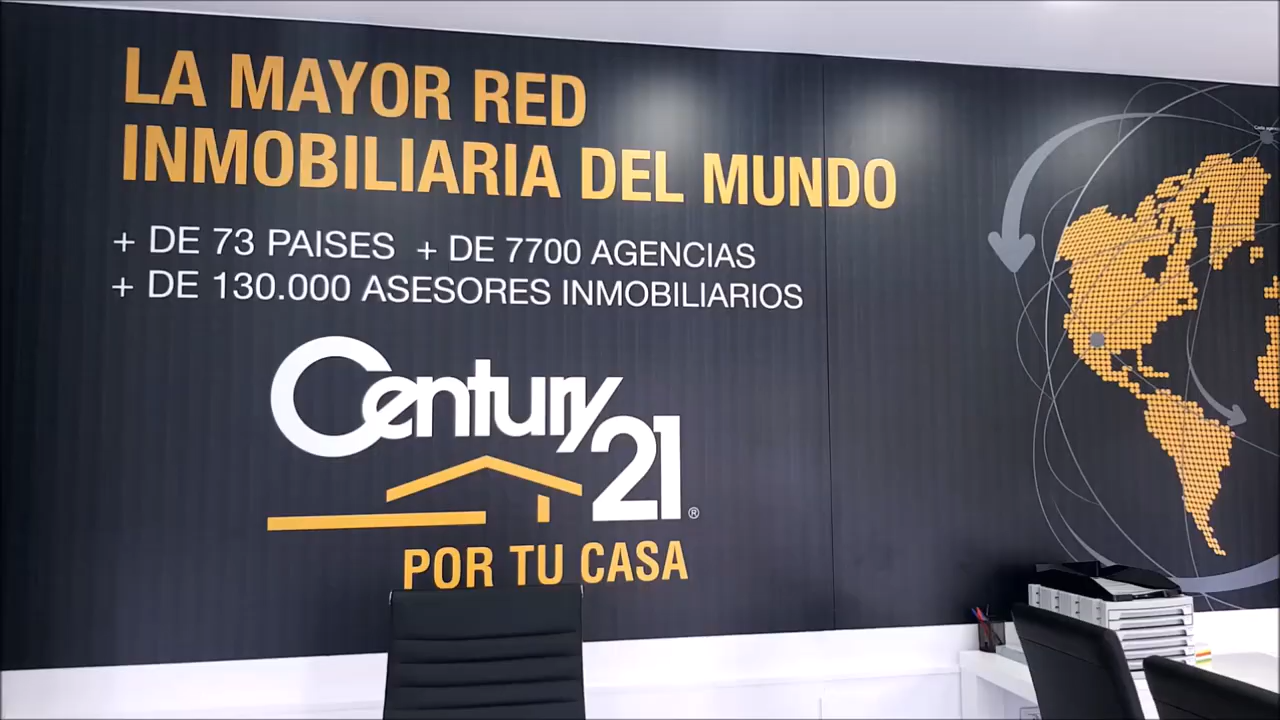 LA MAYOR RED
INMOBILIARIA DEL MUNDO
+ DE 73 PAISES + DE 7700 AGENCIAS
+ DE 130.000 ASESORES INMOBILIARIOS
Century
21®
POR TU CASA